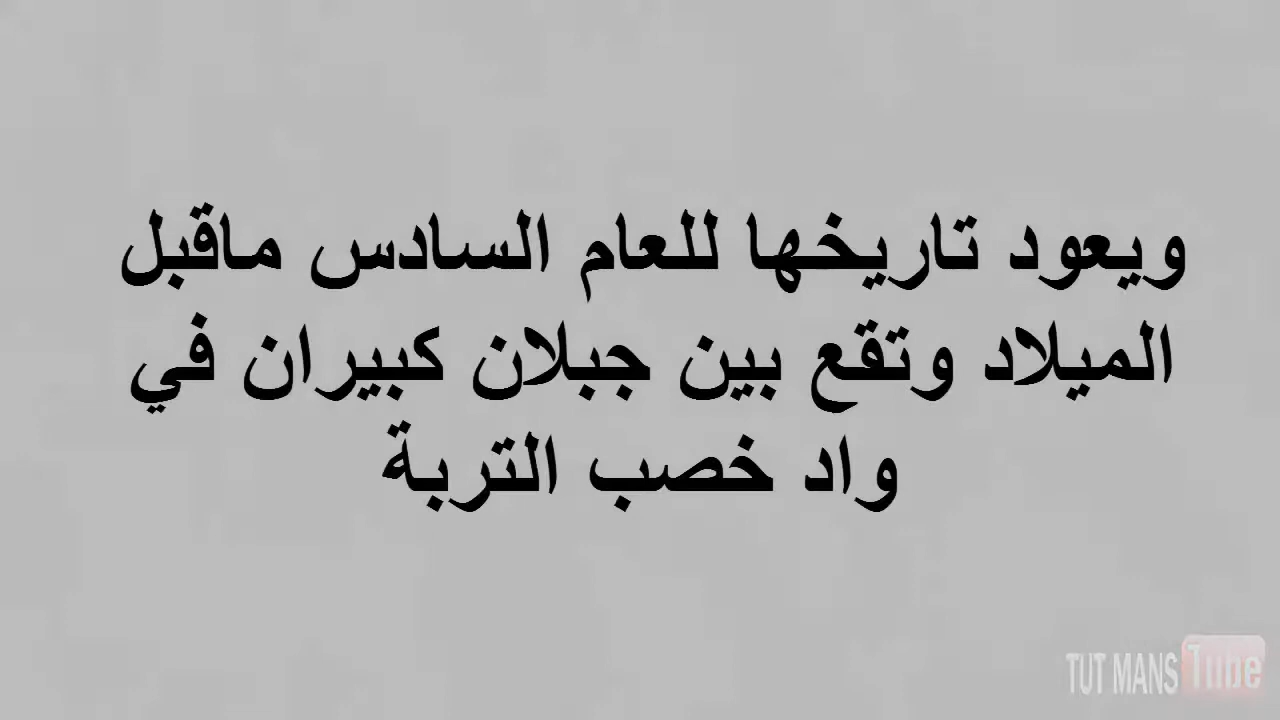 ويعود تاريخها للعام السادس ماقبل
الميلاد وتقع بين جبلان كبيران في
واد خصب التربة
TUT MANS Tube